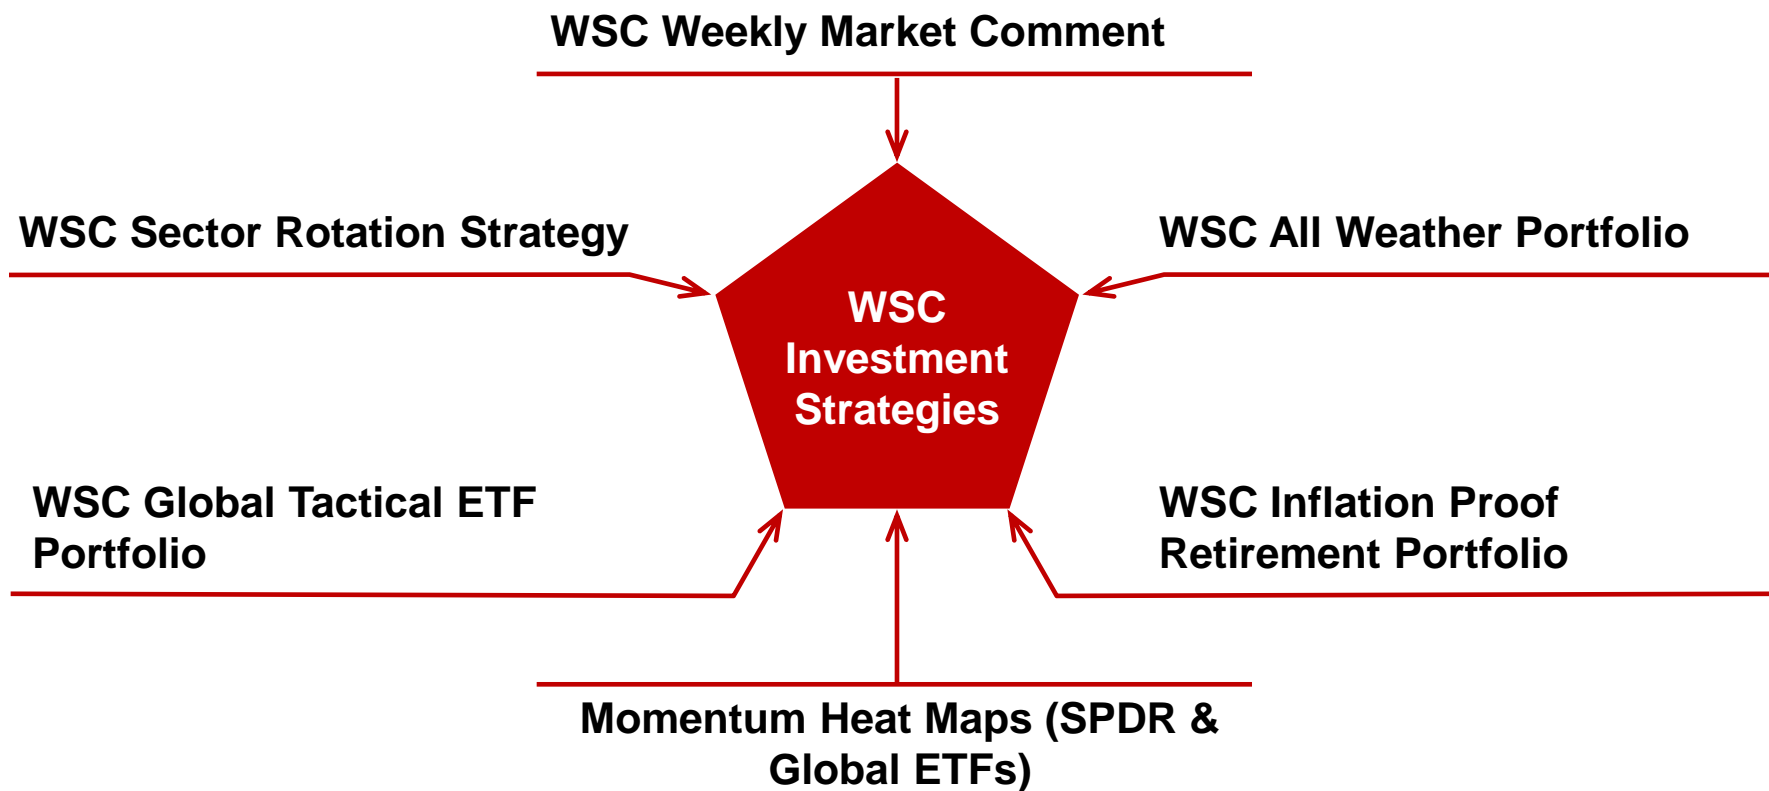 WSC Weekly Market Comment
WSC Sector Rotation Strategy
WSC All Weather Portfolio
WSC
Investment
Strategies
WSC Global Tactical ETF
Portfolio
WSC Inflation Proof
Retirement Portfolio
Momentum Heat Maps (SPDR &
Global ETFs)